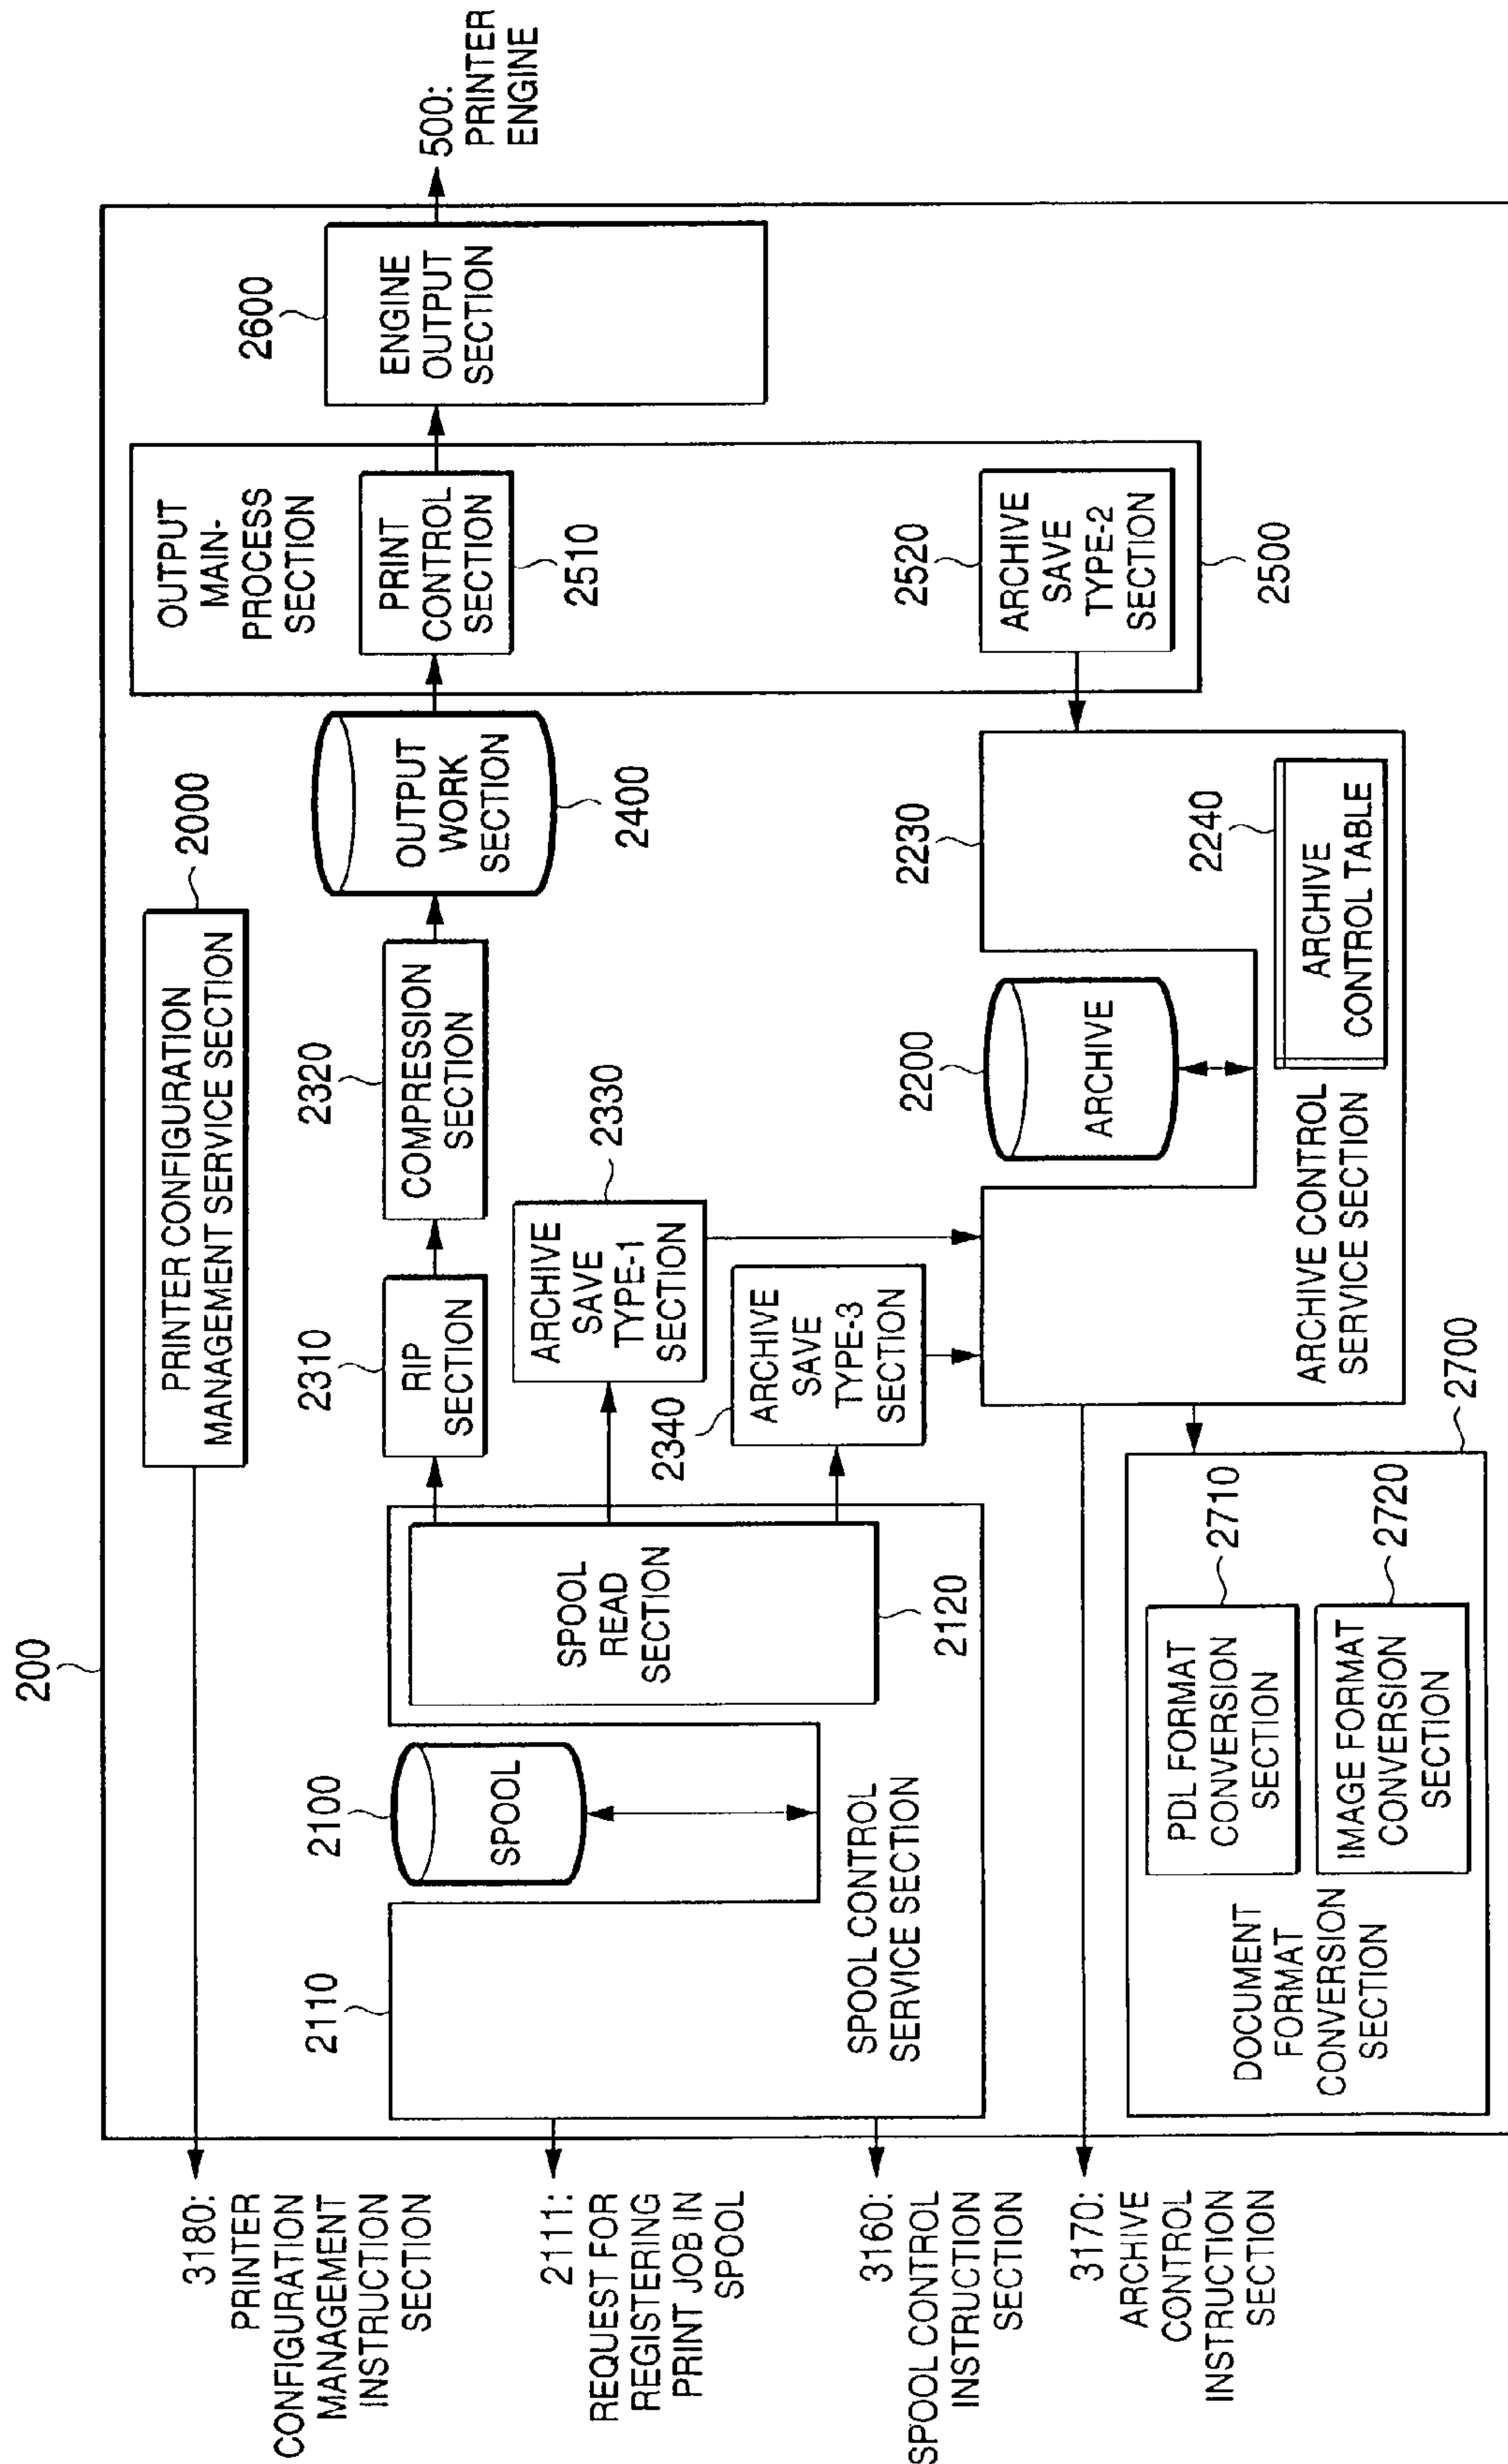 200
3180:
PRINTER
CONFIGURATION
MANAGEMENT
INSTRUCTION
SECTION
2111:
REQUEST FOR
REGISTERING
PRINT JOB IN
SPOOL
3160:
SPOOL CONTROL
INSTRUCTION
SECTION
3170:
ARCHIVE
CONTROL
INSTRUCTION
SECTION
PRINTER CONFIGURATION
MANAGEMENT SERVICE SECTION
2000
2110
2100
SPOOL
SPOOL
READ
SECTION
2120
SPOOL CONTROL
SERVICE SECTION
2310
RIP
SECTION
2320
COMPRESSION
SECTION
2330
ARCHIVE
SAVE
TYPE-1
SECTION
2340
ARCHIVE
SAVE
TYPE-3
SECTION
OUTPUT
WORK
SECTION
2400
OUTPUT
MAIN-
PROCESS
SECTION
PRINT
CONTROL
SECTION
2510
2520
ARCHIVE
SAVE
TYPE-2
SECTION
2500
2600
ENGINE
OUTPUT
SECTION
500:
PRINTER
ENGINE
2200
ARCHIVE
2230
2240
ARCHIVE
CONTROL TABLE
ARCHIVE CONTROL
SERVICE SECTION
2700
DOCUMENT
FORMAT
CONVERSION
SECTION
PDL FORMAT
CONVERSION
SECTION
2710
IMAGE FORMAT
CONVERSION
SECTION
2720